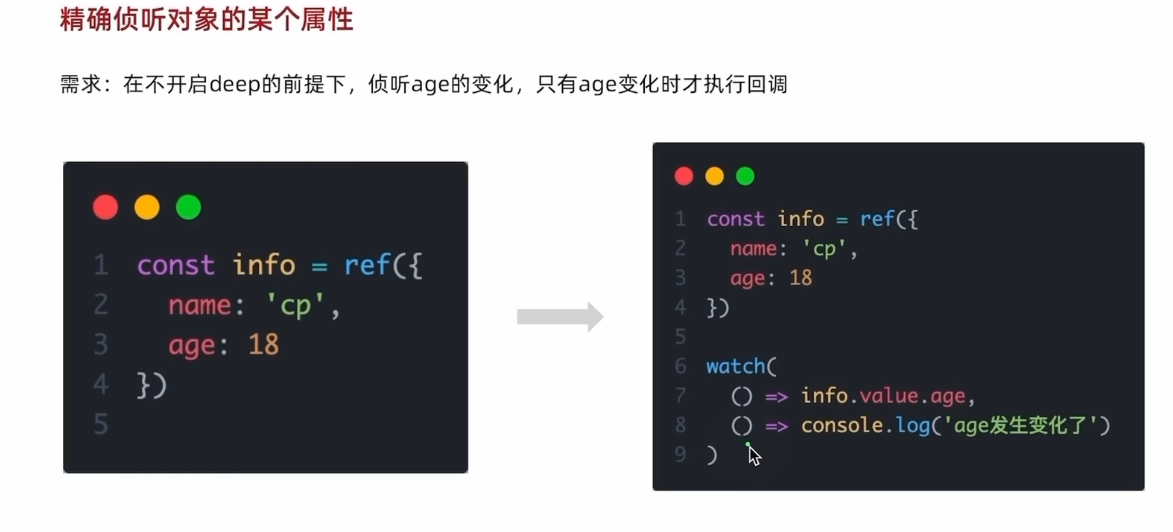 精确侦听对象的某个属性
需求：在不开启deep的前提下，侦听age的变化，只有age变化时才执行回调
1 const info = ref({
2   name: 'cp',
3   age: 18
4 })
5
1 const info = ref({
2   name: 'cp',
3   age: 18
4 })
5
6 watch(
7   () => info.value.age,
8   () => console.log('age发生变化了')
9 )